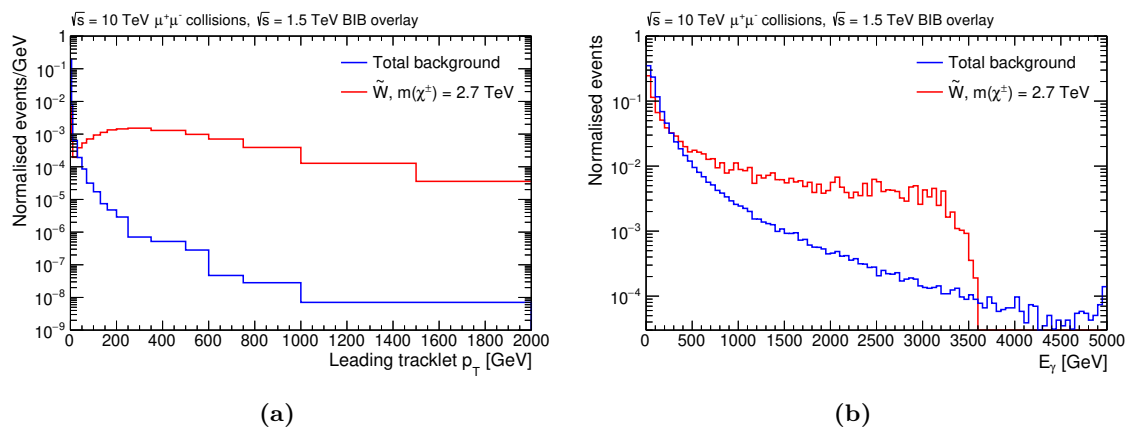 √s = 10 TeV μ⁺μ⁻ collisions, √s = 1.5 TeV BIB overlay
Normalised events/GeV
1
10⁻¹
10⁻²
10⁻³
10⁻⁴
10⁻⁵
10⁻⁶
10⁻⁷
10⁻⁸
10⁻⁹
Total background
W̃, m(χ±) = 2.7 TeV
0 200 400 600 800 1000 1200 1400 1600 1800 2000
Leading tracklet p_T [GeV]
(a)
√s = 10 TeV μ⁺μ⁻ collisions, √s = 1.5 TeV BIB overlay
Normalised events
1
10⁻¹
10⁻²
10⁻³
10⁻⁴
Total background
W̃, m(χ±) = 2.7 TeV
0 500 1000 1500 2000 2500 3000 3500 4000 4500 5000
E_γ [GeV]
(b)